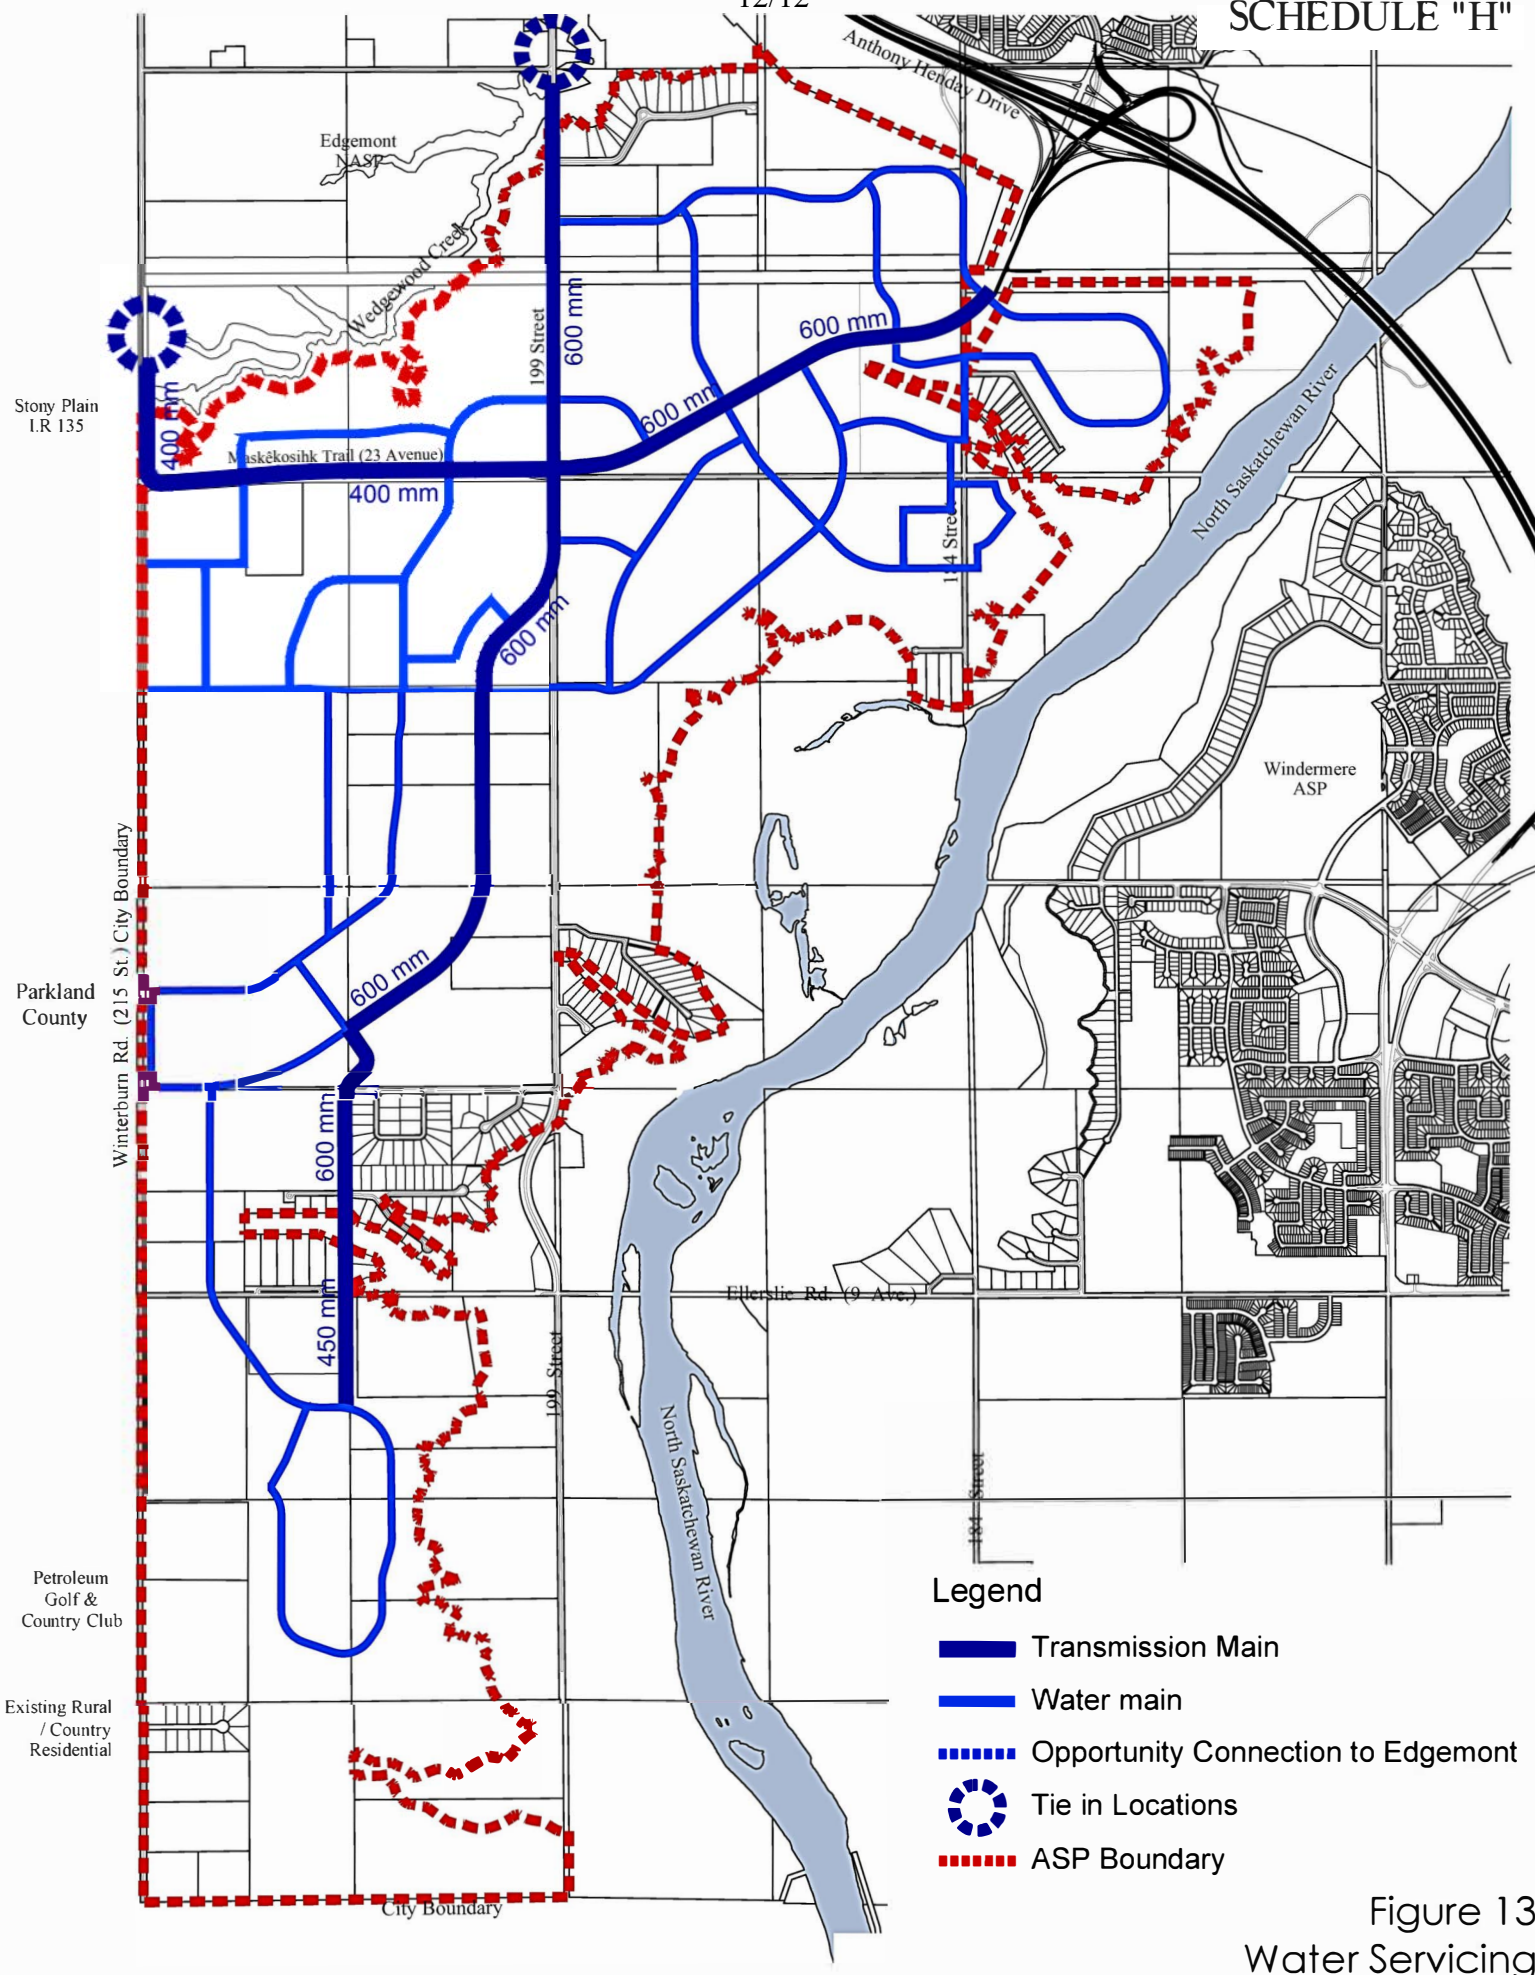 12/12
SCHEDULE "H"
Anthony Henday Drive
Edgemont
NASP
Wedgewood Creek
199 Street
600 mm
600 mm
600 mm
Stony Plain
I.R 135
400 mm
Maskêkosihk Trail (23 Avenue)
400 mm
North Saskatchewan River
184 Street
600 mm
Windermere
ASP
Winterburn Rd. (215 St.) City Boundary
600 mm
Parkland
County
600 mm
450 mm
Ellerslie Rd. (9 Ave.)
199 Street
North Saskatchewan River
184 Street
Petroleum
Golf &
Country Club
Existing Rural
/ Country
Residential
City Boundary
Legend
Transmission Main
Water main
Opportunity Connection to Edgemont
Tie in Locations
ASP Boundary
Figure 13
Water Servicing